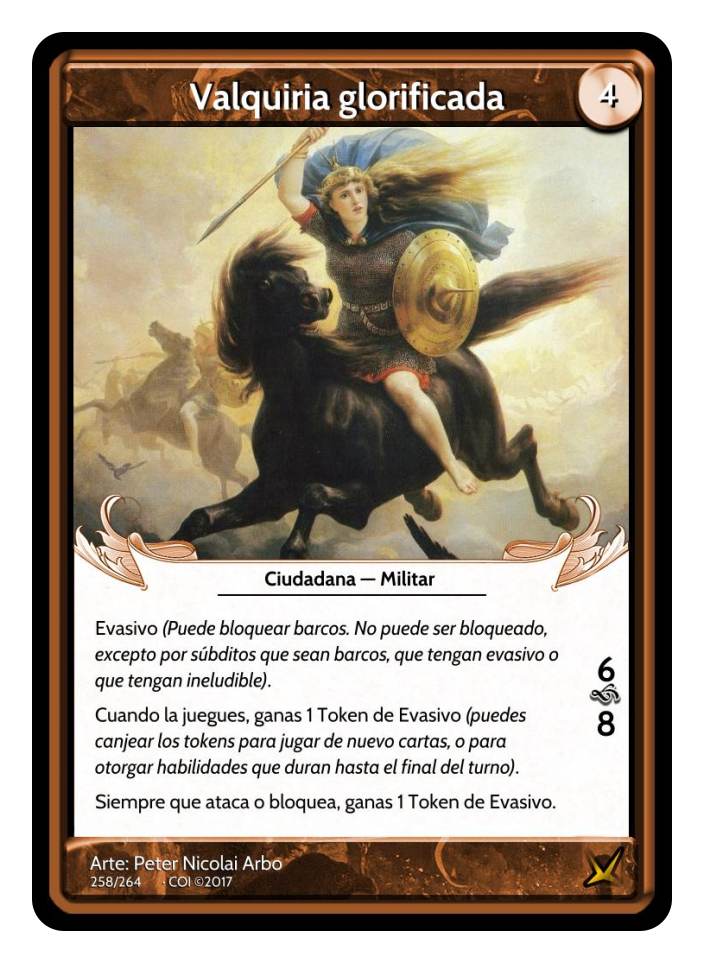 Valquiria glorificada
4
Ciudadana — Militar
Evasivo (Puede bloquear barcos. No puede ser bloqueado,
excepto por súbditos que sean barcos, que tengan evasivo o
que tengan ineludible).
Cuando la juegues, ganas 1 Token de Evasivo (puedes
canjear los tokens para jugar de nuevo cartas, o para
otorgar habilidades que duran hasta el final del turno).
Siempre que ataca o bloquea, ganas 1 Token de Evasivo.
6
8
Arte: Peter Nicolai Arbo
258/264 · COI ©2017